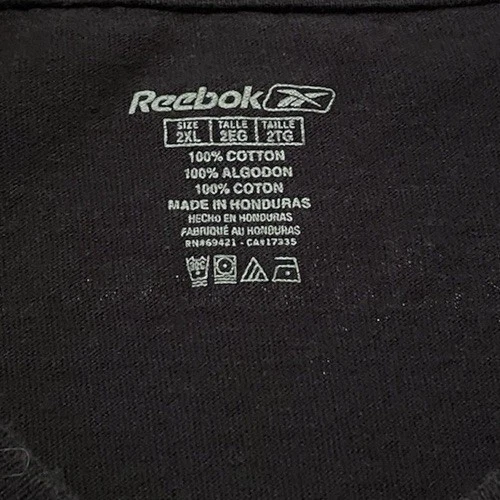 Reebok
SIZE TALLE TAILLE
2XL 2EG 2TG
100% COTTON
100% ALGODON
100% COTON
MADE IN HONDURAS
HECHO EN HONDURAS
FABRIQUÉ AU HONDURAS
RN#69421 - CA#17335